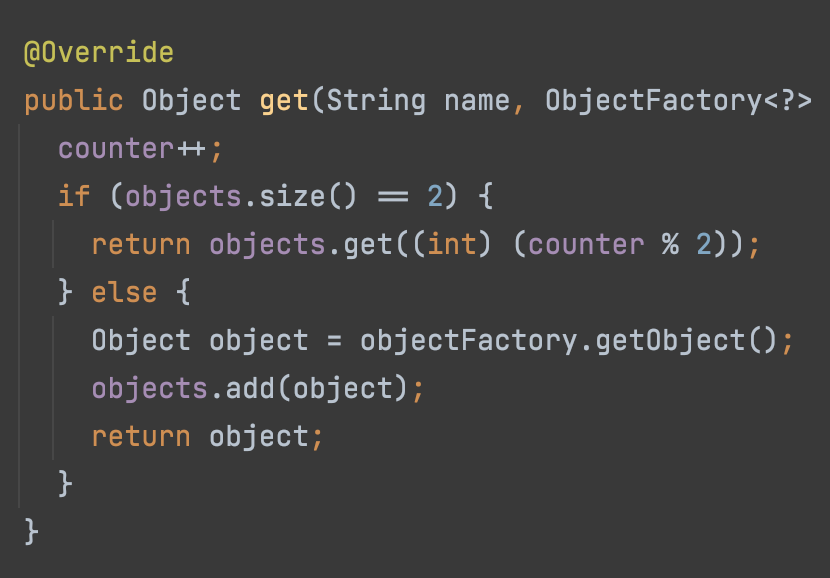 @Override
public Object get(String name, ObjectFactory<?>
counter++;
if (objects.size() == 2) {
return objects.get((int) (counter % 2));
} else {
Object object = objectFactory.getObject();
objects.add(object);
return object;
}
}